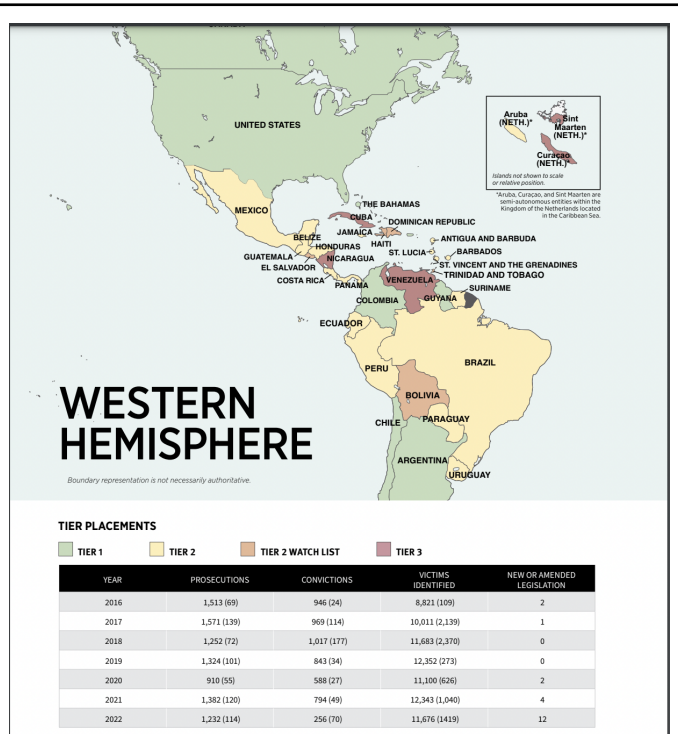 UNITED STATES
Aruba
(NETH.)*
Sint
Maarten
(NETH.)*
Curaçao
(NETH.)*
Islands not shown to scale
or relative position.
*Aruba, Curaçao, and Sint Maarten are
semi-autonomous entities within the
Kingdom of the Netherlands located
in the Caribbean Sea.
MEXICO
THE BAHAMAS
CUBA
DOMINICAN REPUBLIC
JAMAICA
HAITI
BELIZE
HONDURAS
GUATEMALA
NICARAGUA
EL SALVADOR
COSTA RICA
PANAMA
ANTIGUA AND BARBUDA
ST. LUCIA
BARBADOS
ST. VINCENT AND THE GRENADINES
TRINIDAD AND TOBAGO
VENEZUELA
SURINAME
GUYANA
COLOMBIA
ECUADOR
PERU
BRAZIL
BOLIVIA
CHILE
PARAGUAY
ARGENTINA
URUGUAY
WESTERN
HEMISPHERE
Boundary representation is not necessarily authoritative.
TIER PLACEMENTS
TIER 1 TIER 2 TIER 2 WATCH LIST TIER 3
YEAR PROSECUTIONS CONVICTIONS VICTIMS IDENTIFIED NEW OR AMENDED LEGISLATION
2016 1,513 (69) 946 (24) 8,821 (109) 2
2017 1,571 (139) 969 (114) 10,011 (2,139) 1
2018 1,252 (72) 1,017 (177) 11,683 (2,370) 0
2019 1,324 (101) 843 (34) 12,352 (273) 0
2020 910 (55) 588 (27) 11,100 (626) 2
2021 1,382 (120) 794 (49) 12,343 (1,040) 4
2022 1,232 (114) 256 (70) 11,676 (1419) 12